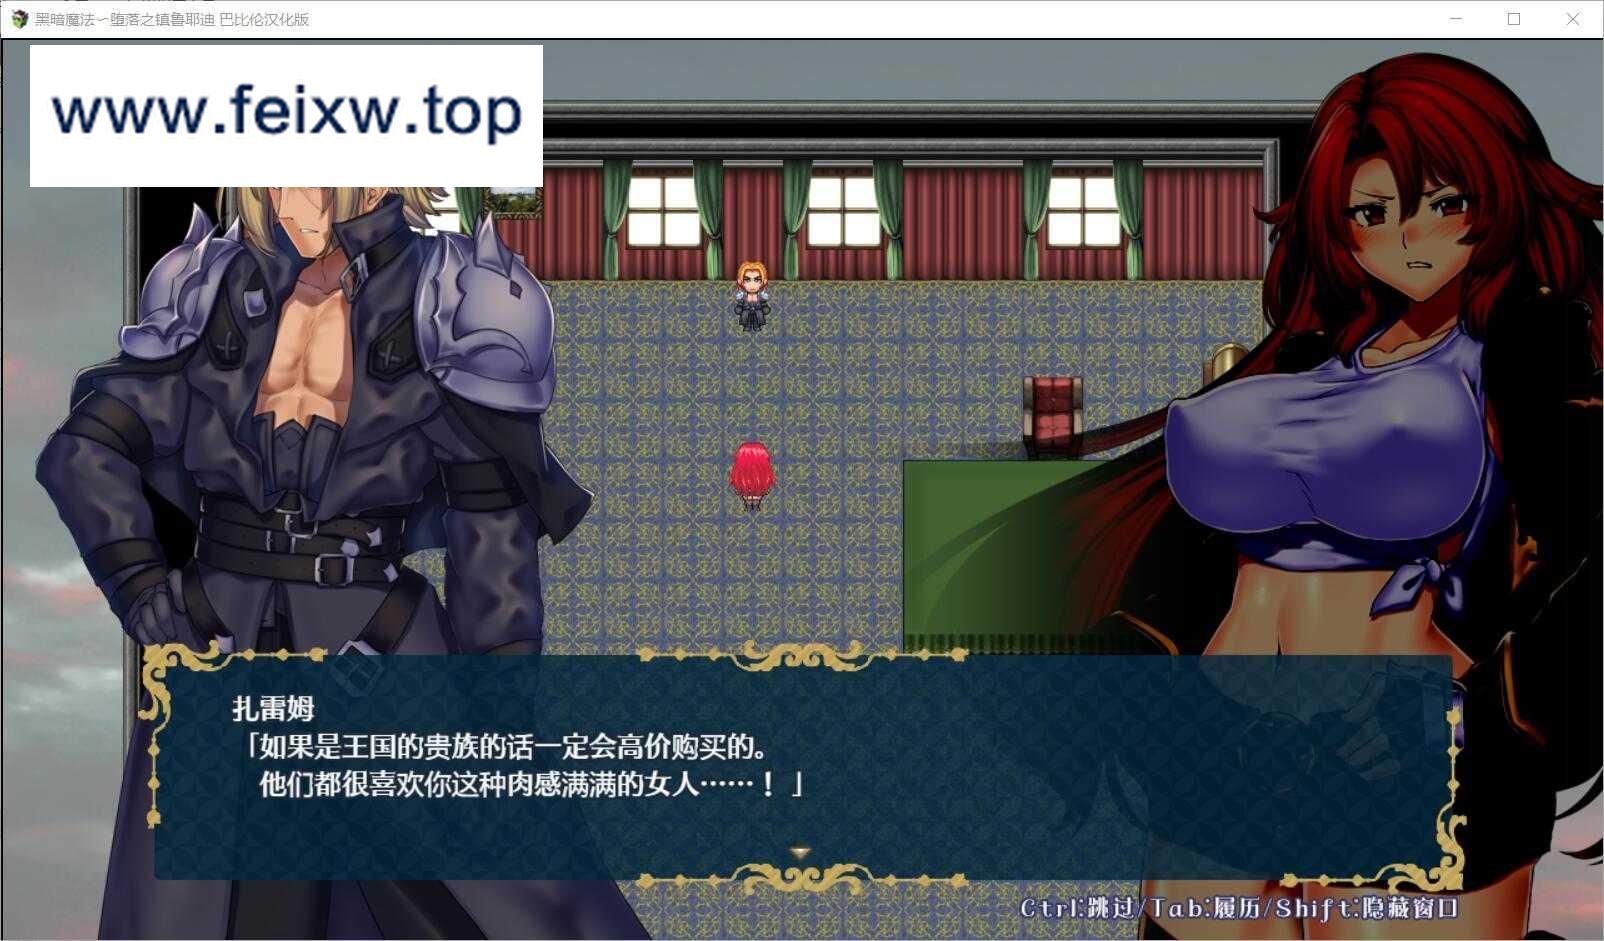 黑暗魔法∽堕落之镇鲁耶迪 巴比伦汉化版
www.feixw.top
扎雷姆
「如果是王国的贵族的话一定会高价购买的。
他们都很喜欢你这种肉感满满的女人……！」
Ctrl:跳过/Tab:履历/Shift:隐藏窗口